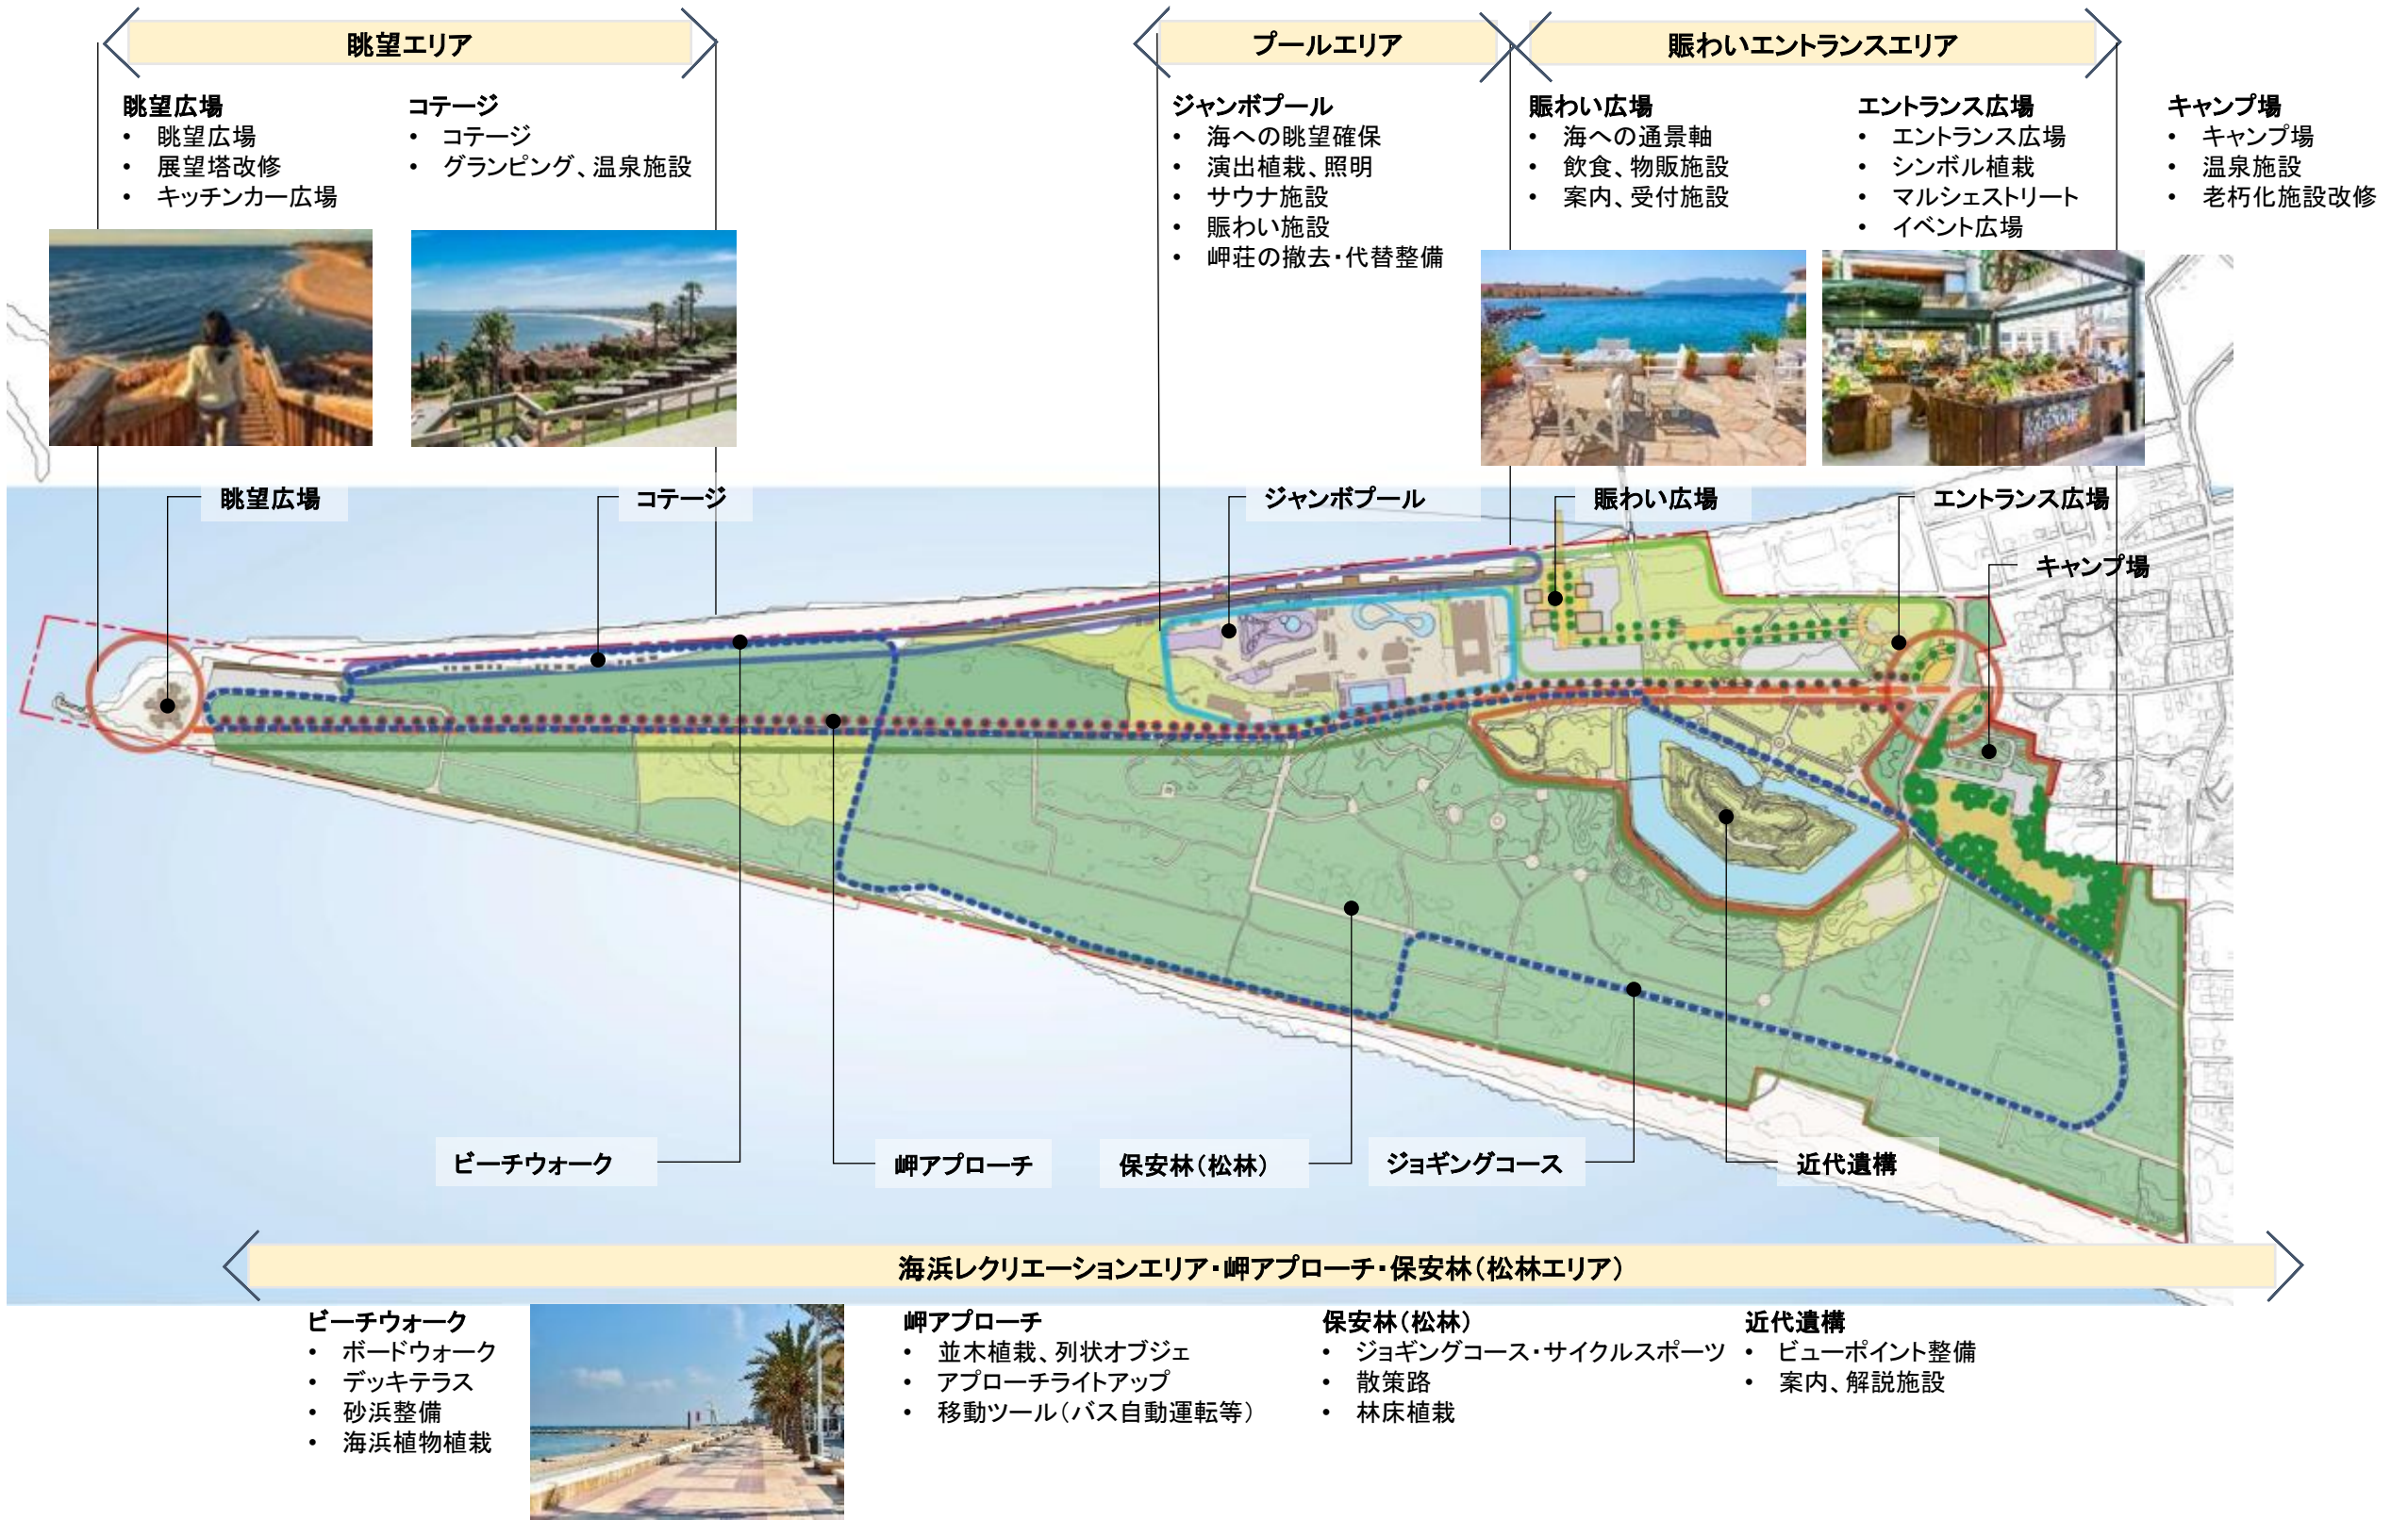 眺望エリア
プールエリア
賑わいエントランスエリア
眺望広場
• 眺望広場
• 展望塔改修
• キッチンカー広場
コテージ
• コテージ
• グランピング、温泉施設
ジャンボプール
• 海への眺望確保
• 演出植栽、照明
• サウナ施設
• 賑わい施設
• 岬荘の撤去・代替整備
賑わい広場
• 海への通景軸
• 飲食、物販施設
• 案内、受付施設
エントランス広場
• エントランス広場
• シンボル植栽
• マルシェストリート
• イベント広場
キャンプ場
• キャンプ場
• 温泉施設
• 老朽化施設改修
眺望広場
コテージ
ジャンボプール
賑わい広場
エントランス広場
キャンプ場
ビーチウォーク
岬アプローチ
保安林(松林)
ジョギングコース
近代遺構
海浜レクリエーションエリア・岬アプローチ・保安林(松林エリア)
ビーチウォーク
• ボードウォーク
• デッキテラス
• 砂浜整備
• 海浜植物植栽
岬アプローチ
• 並木植栽、列状オブジェ
• アプローチライトアップ
• 移動ツール(バス自動運転等)
保安林(松林)
• ジョギングコース・サイクルスポーツ
• 散策路
• 林床植栽
近代遺構
• ビューポイント整備
• 案内、解説施設